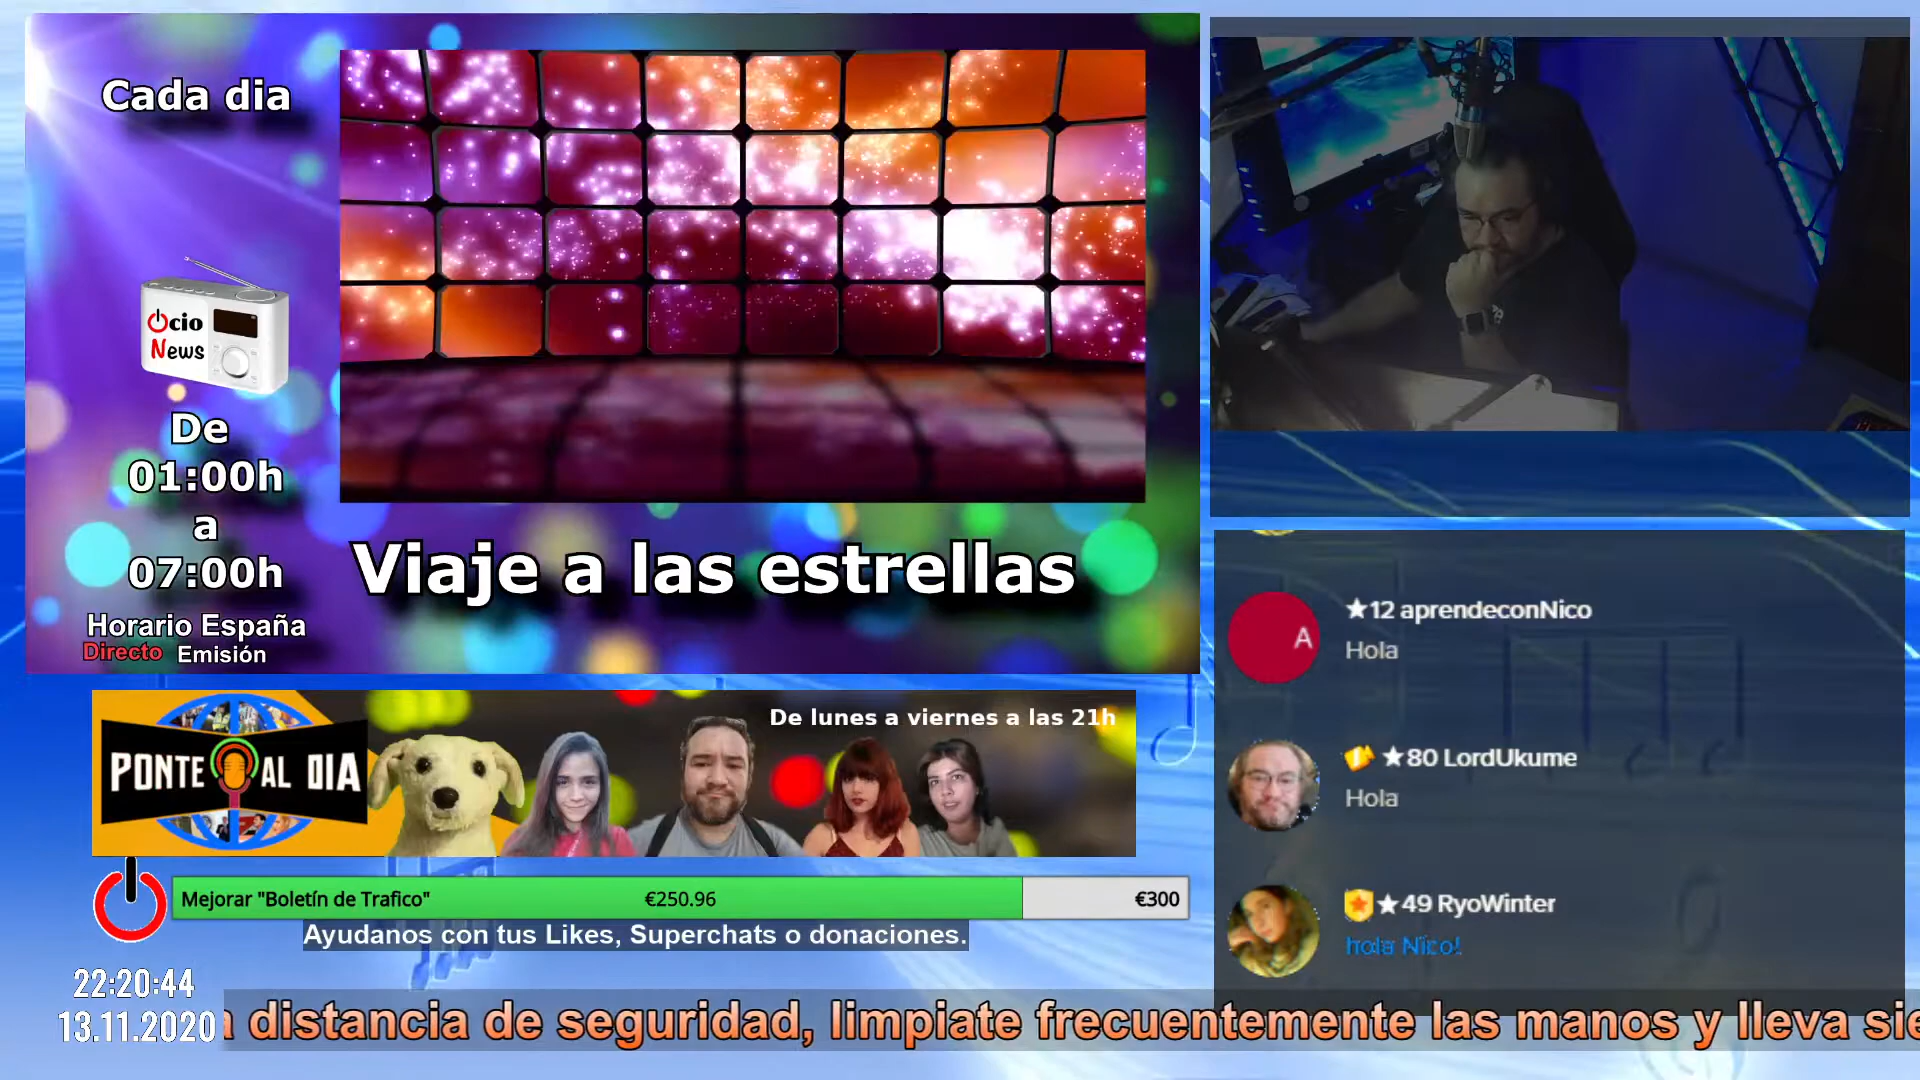 Cada dia
Ocio
News
De
01:00h
a
07:00h
Horario España
Directo Emisión
Viaje a las estrellas
PONTE AL DIA
De lunes a viernes a las 21h
Mejorar "Boletín de Trafico" €250.96 €300
Ayudanos con tus Likes, Superchats o donaciones.
★12 aprendeconNico
Hola
★80 LordUkume
Hola
★49 RyoWinter
hola Nico!
22:20:44
13.11.2020
a distancia de seguridad, limpiate frecuentemente las manos y lleva sie